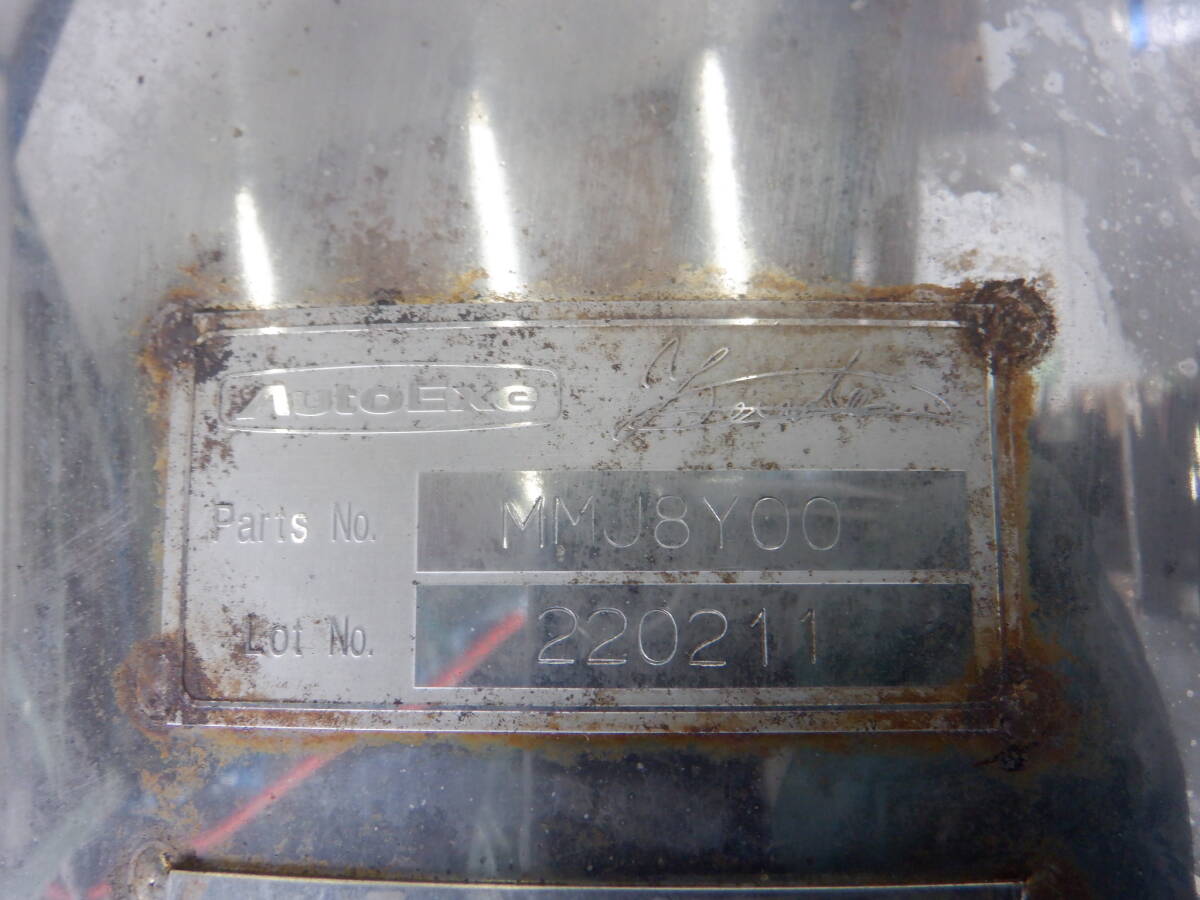 AutoExe
Parts No. MMJ8Y00
Lot No. 220211